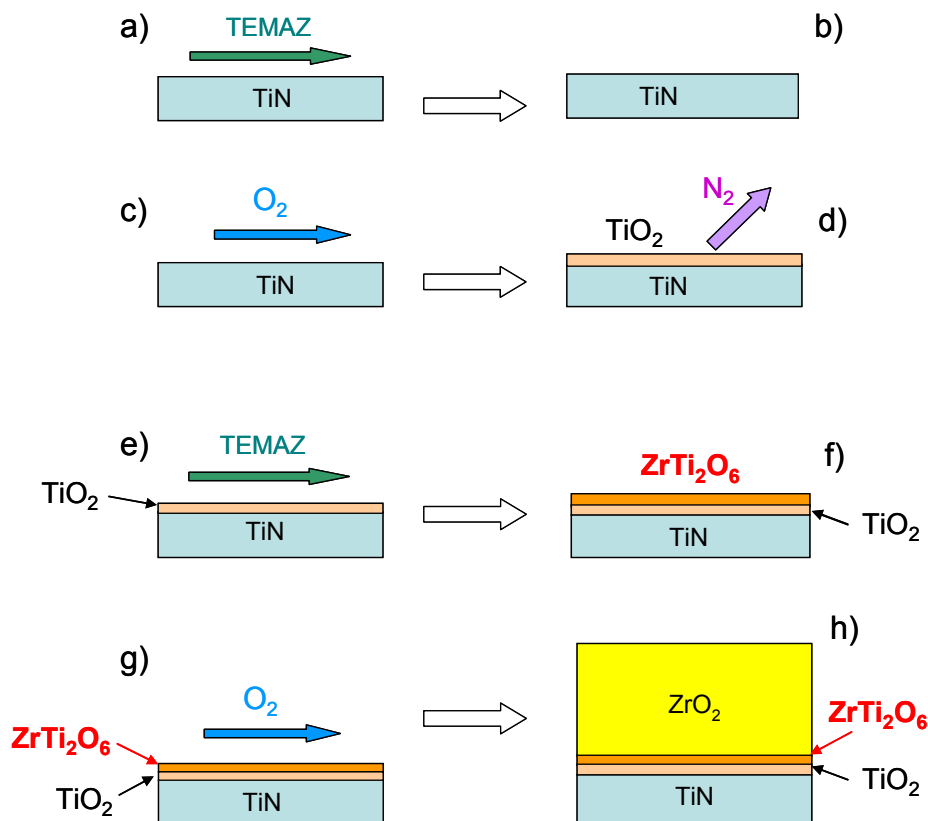 a)
TEMAZ
TiN
b)
TiN
c)
O₂
TiN
d)
N₂
TiO₂
TiN
e)
TEMAZ
TiO₂
TiN
f)
ZrTi₂O₆
TiO₂
TiN
g)
O₂
ZrTi₂O₆
TiO₂
TiN
h)
ZrO₂
ZrTi₂O₆
TiO₂
TiN